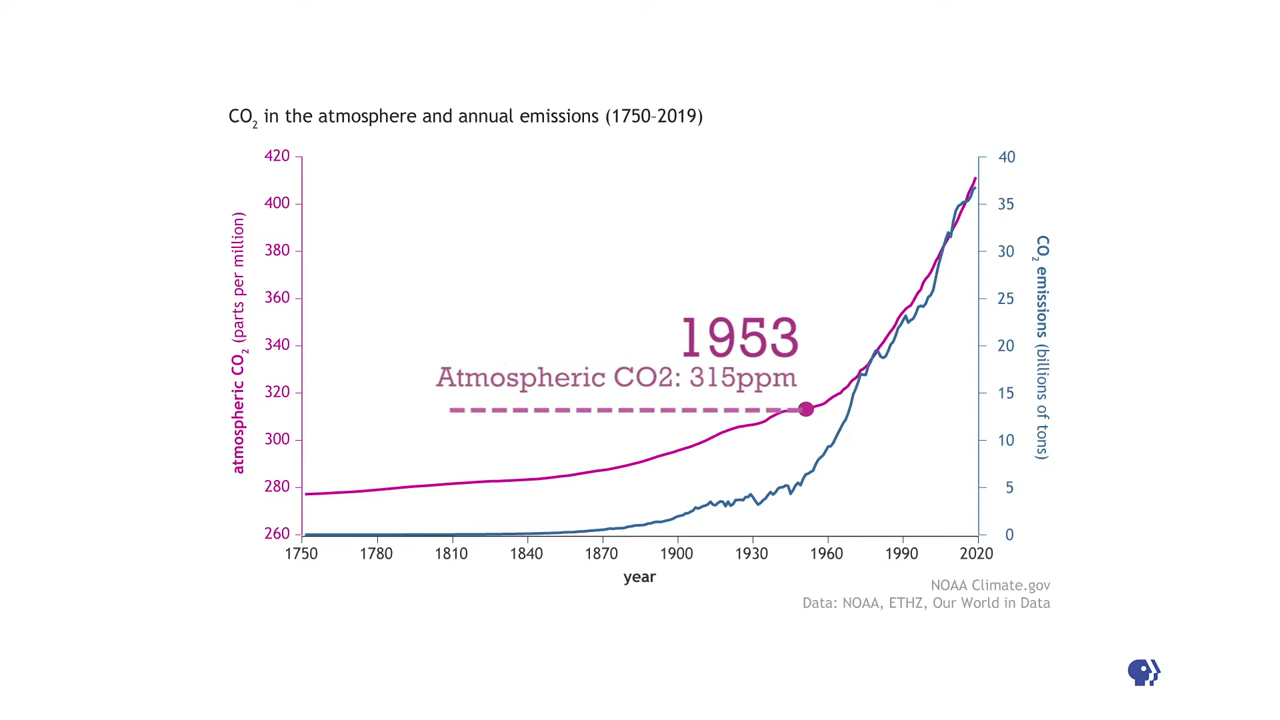 CO2 in the atmosphere and annual emissions (1750–2019)
420
400
380
360
340
320
300
280
260
atmospheric CO2 (parts per million)
1953
Atmospheric CO2: 315ppm
40
35
30
25
20
15
10
5
0
CO2 emissions (billions of tons)
1750 1780 1810 1840 1870 1900 1930 1960 1990 2020
year
NOAA Climate.gov
Data: NOAA, ETHZ, Our World in Data